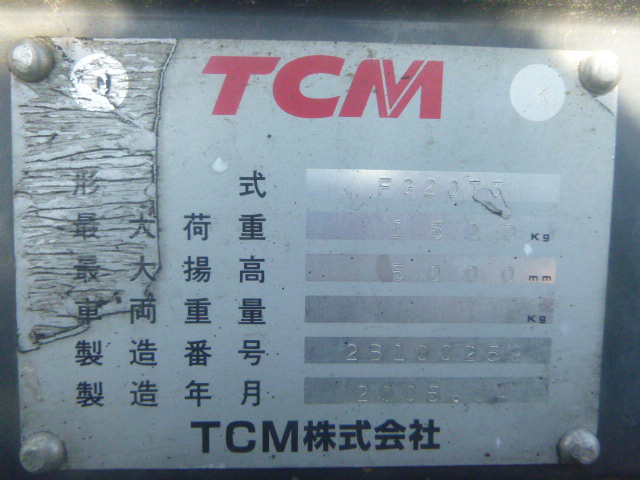 TCM
形式 FG20T3
最大荷重 1500 Kg
最大揚高 5000 mm
車両重量 Kg
製造番号
製造年月
TCM株式会社